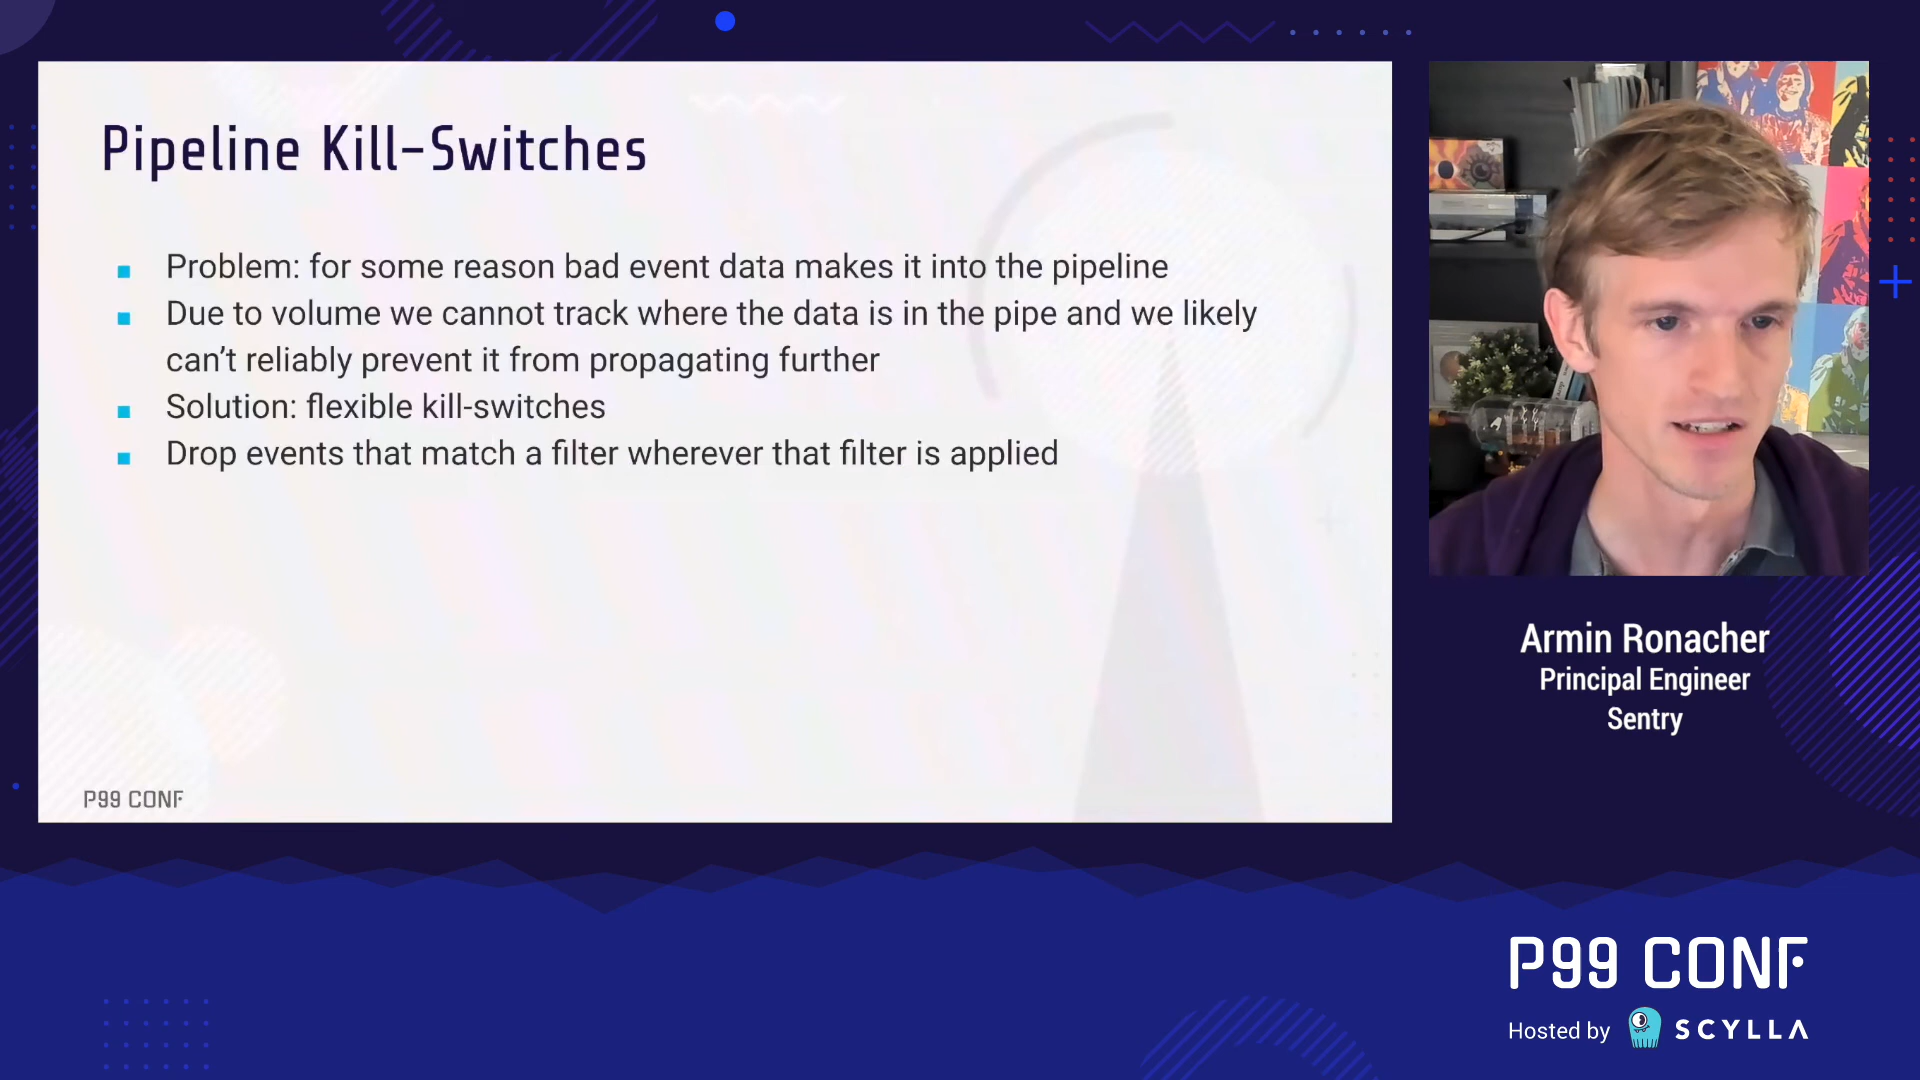 Pipeline Kill-Switches
Problem: for some reason bad event data makes it into the pipeline
Due to volume we cannot track where the data is in the pipe and we likely
can’t reliably prevent it from propagating further
Solution: flexible kill-switches
Drop events that match a filter wherever that filter is applied
P99 CONF
Armin Ronacher
Principal Engineer
Sentry
P99 CONF
Hosted by SCYLLA